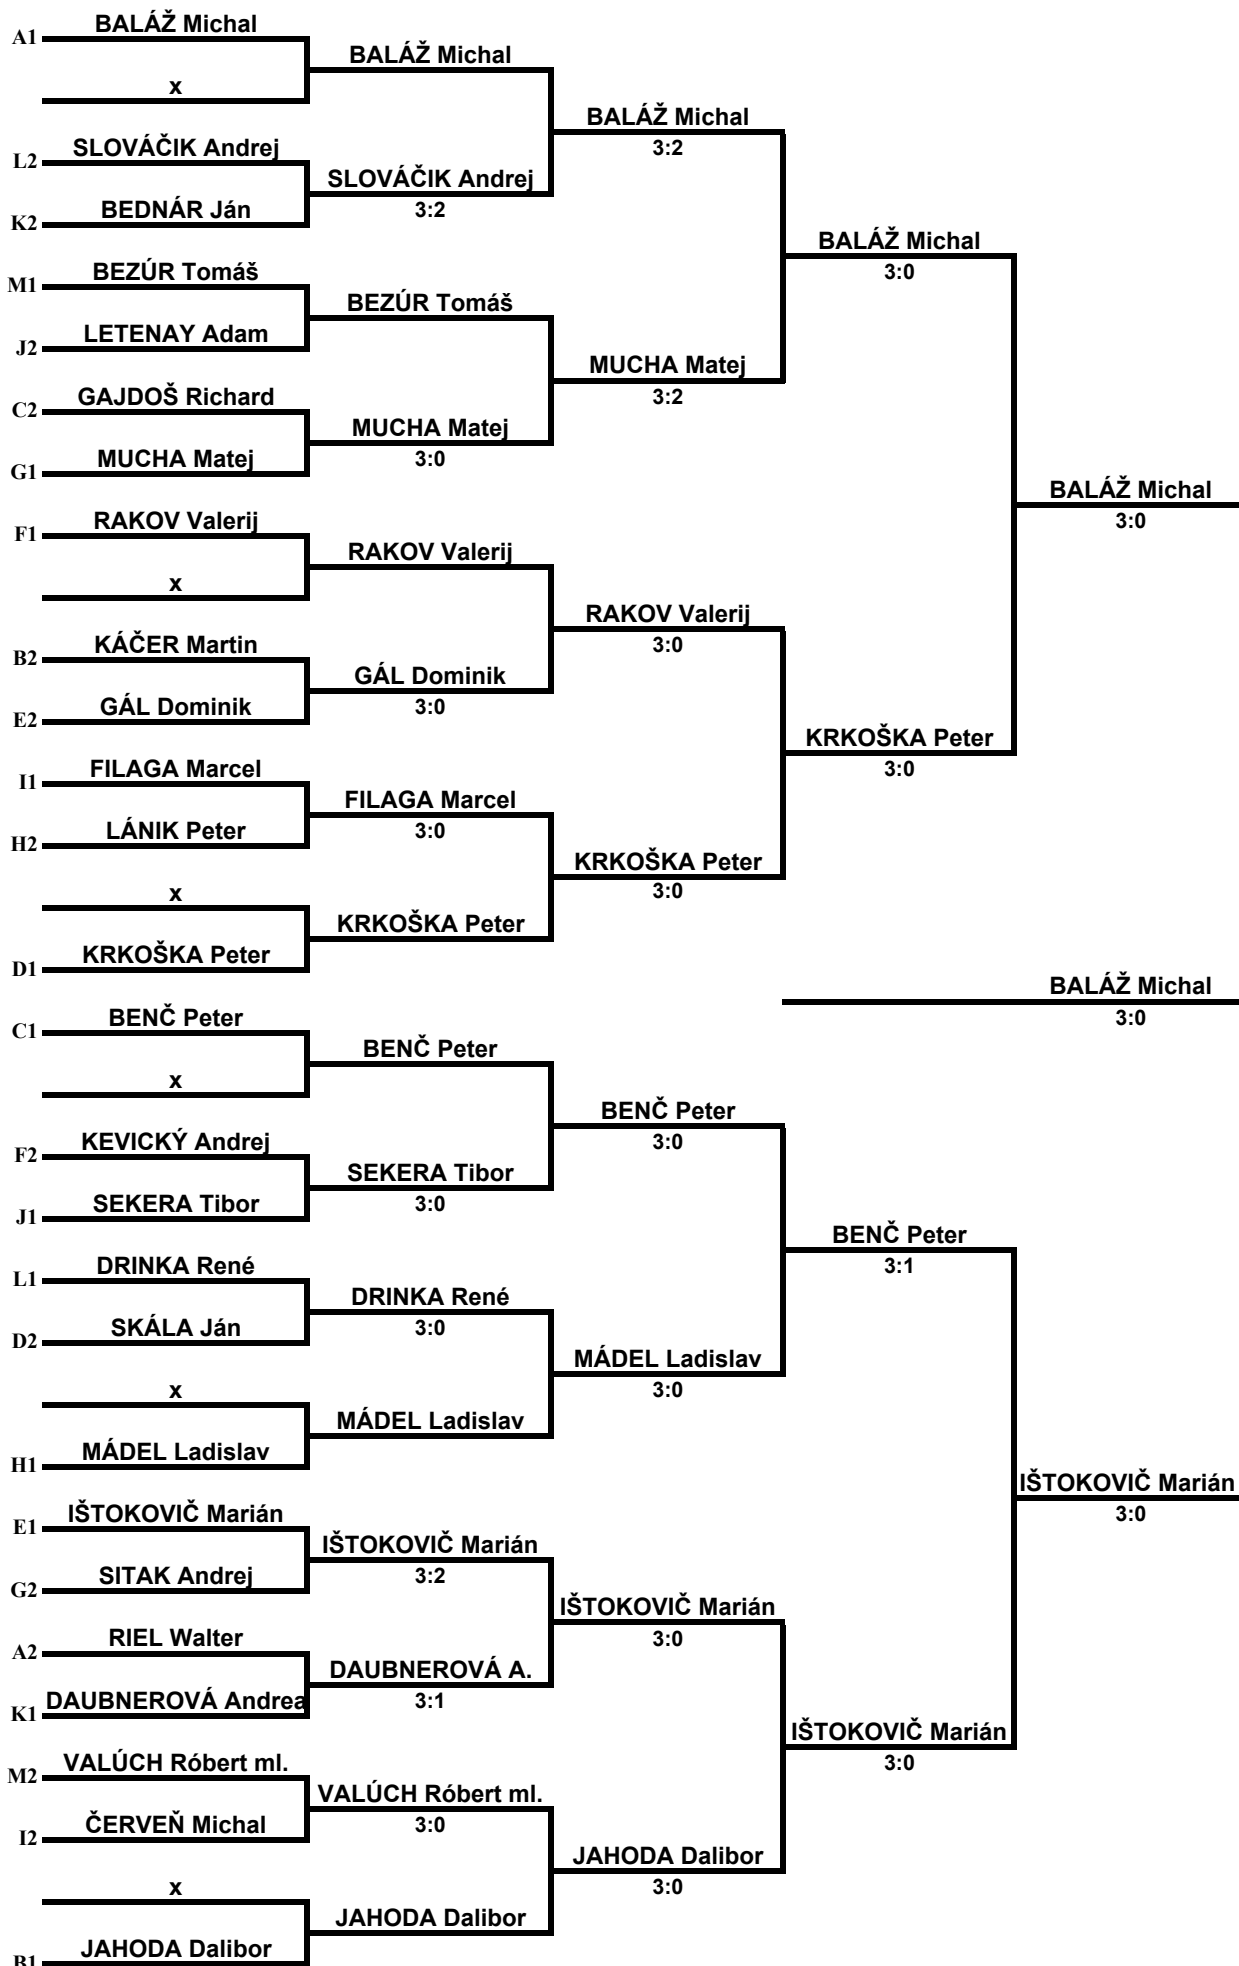 BALÁŽ Michal
A1
BALÁŽ Michal
x
BALÁŽ Michal
3:2
SLOVÁČIK Andrej
L2
SLOVÁČIK Andrej
3:2
BEDNÁR Ján
K2
BALÁŽ Michal
3:0
BEZÚR Tomáš
M1
BEZÚR Tomáš
LETENAY Adam
J2
MUCHA Matej
3:2
GAJDOŠ Richard
C2
MUCHA Matej
3:0
MUCHA Matej
G1
BALÁŽ Michal
3:0
RAKOV Valerij
F1
RAKOV Valerij
x
RAKOV Valerij
3:0
KÁČER Martin
B2
GÁL Dominik
3:0
GÁL Dominik
E2
KRKOŠKA Peter
3:0
FILAGA Marcel
I1
FILAGA Marcel
3:0
LÁNIK Peter
H2
KRKOŠKA Peter
3:0
x
KRKOŠKA Peter
KRKOŠKA Peter
D1
BALÁŽ Michal
3:0
BENČ Peter
C1
BENČ Peter
x
BENČ Peter
3:0
KEVICKÝ Andrej
F2
SEKERA Tibor
3:0
SEKERA Tibor
J1
BENČ Peter
3:1
DRINKA René
L1
DRINKA René
3:0
SKÁLA Ján
D2
MÁDEL Ladislav
3:0
x
MÁDEL Ladislav
MÁDEL Ladislav
H1
IŠTOKOVIČ Marián
3:0
IŠTOKOVIČ Marián
E1
IŠTOKOVIČ Marián
3:2
SITAK Andrej
G2
IŠTOKOVIČ Marián
3:0
RIEL Walter
A2
DAUBNEROVÁ A.
3:1
DAUBNEROVÁ Andrea
K1
IŠTOKOVIČ Marián
3:0
VALÚCH Róbert ml.
M2
VALÚCH Róbert ml.
3:0
ČERVEŇ Michal
I2
JAHODA Dalibor
3:0
x
JAHODA Dalibor
JAHODA Dalibor
B1